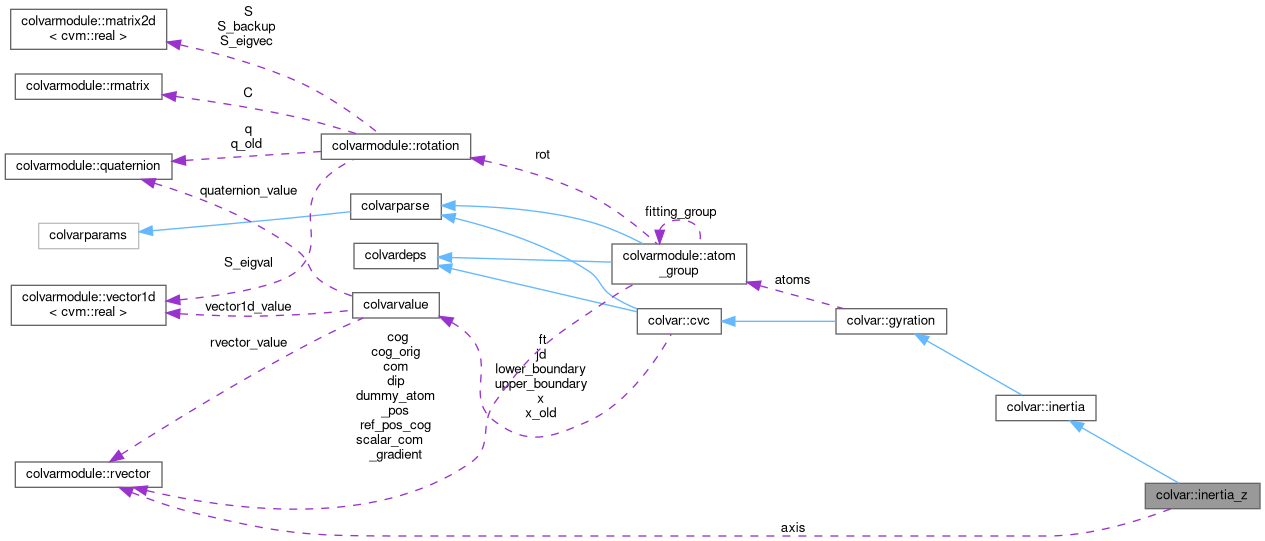 colvarmodule::matrix2d
< cvm::real >
S
S_backup
S_eigvec
colvarmodule::rmatrix
C
q
q_old
colvarmodule::rotation
colvarmodule::quaternion
rot
quaternion_value
colvarparse
fitting_group
colvarparams
colvardeps
colvarmodule::atom
_group
S_eigval
atoms
colvarmodule::vector1d
< cvm::real >
vector1d_value
colvarvalue
colvar::cvc
colvar::gyration
rvector_value
cog
cog_orig
com
dip
dummy_atom
_pos
ref_pos_cog
scalar_com
_gradient
ft
jd
lower_boundary
upper_boundary
x
x_old
colvar::inertia
colvarmodule::rvector
colvar::inertia_z
axis